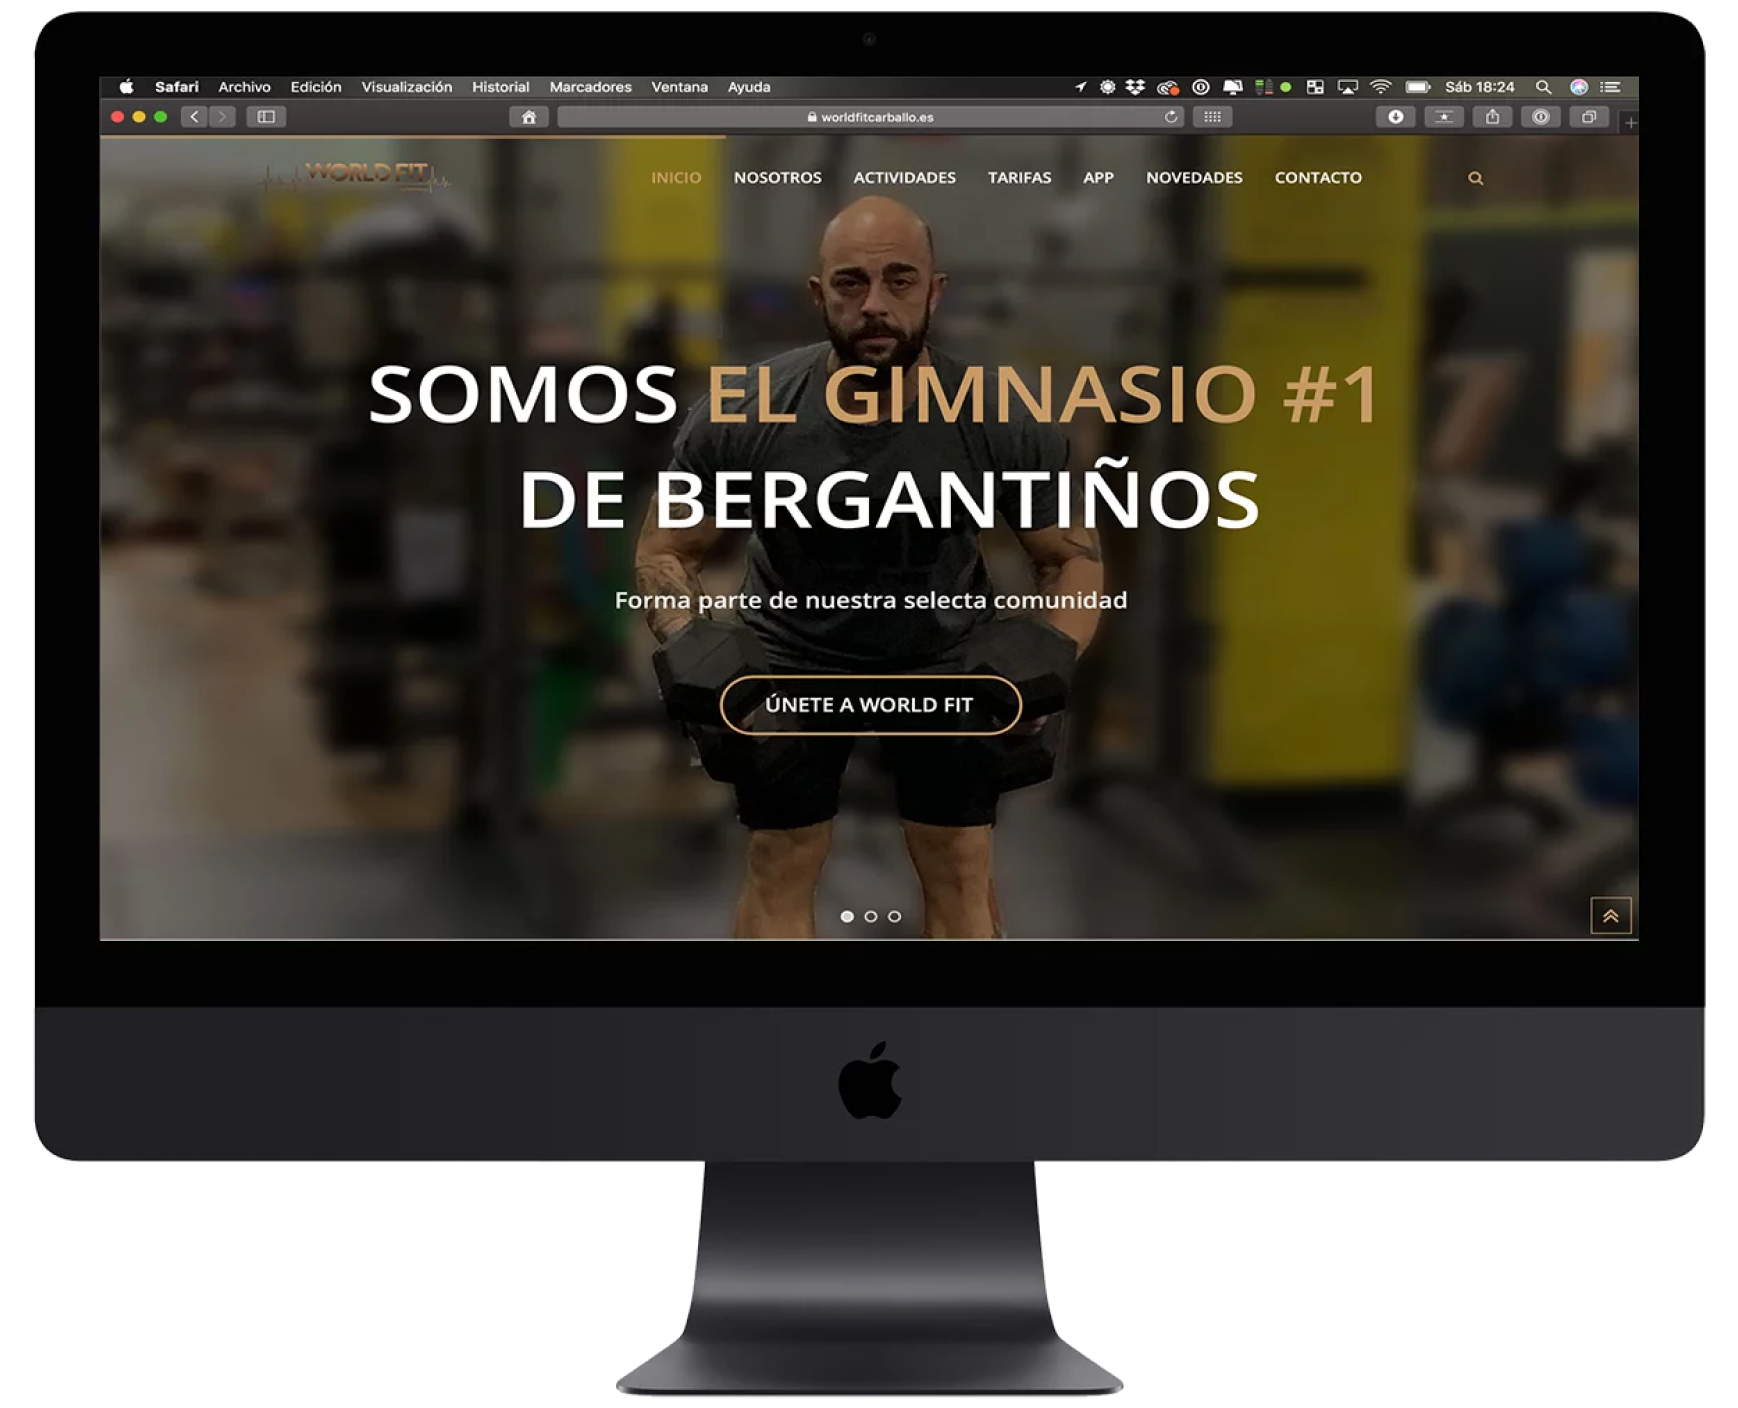 Safari Archivo Edición Visualización Historial Marcadores Ventana Ayuda Sáb 18:24
worldfitcarballo.es
WORLD FIT INICIO NOSOTROS ACTIVIDADES TARIFAS APP NOVEDADES CONTACTO
SOMOS EL GIMNASIO #1
DE BERGANTIÑOS
Forma parte de nuestra selecta comunidad
ÚNETE A WORLD FIT